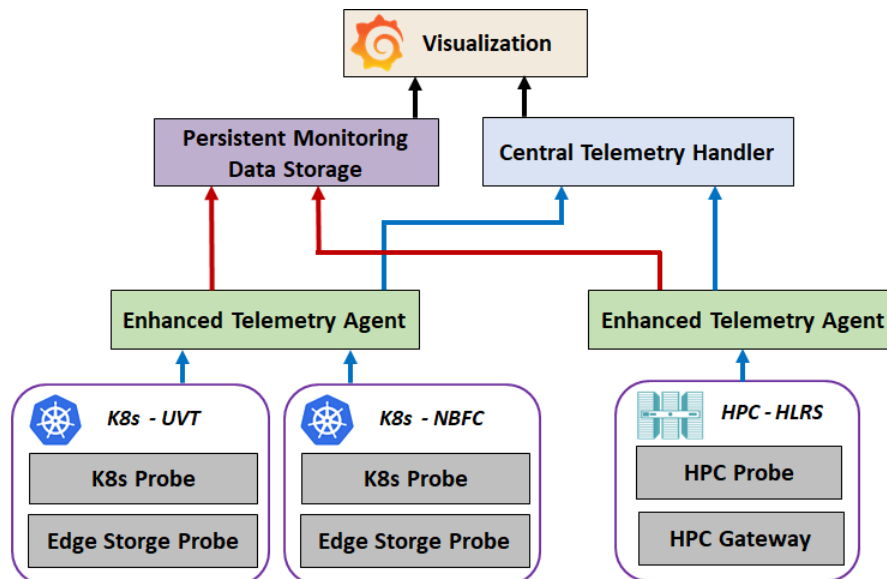 Visualization
Persistent Monitoring
Data Storage
Central Telemetry Handler
Enhanced Telemetry Agent
Enhanced Telemetry Agent
K8s - UVT
K8s Probe
Edge Storge Probe
K8s - NBFC
K8s Probe
Edge Storge Probe
HPC - HLRS
HPC Probe
HPC Gateway